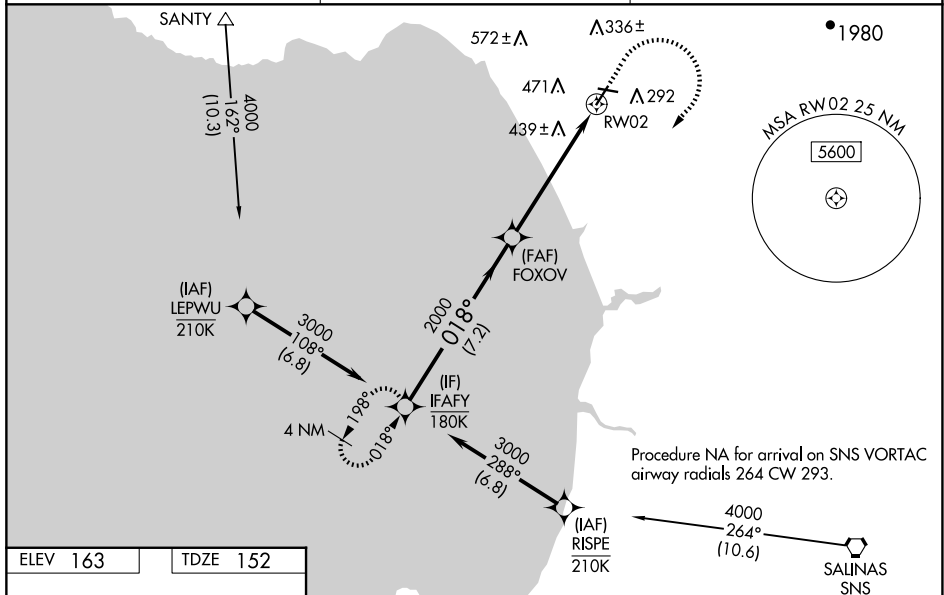 SANTY
4000
162°
(10.3)
572±
336±
1980
471
292
RW02
439±
MSA RW02 25 NM
5600
(FAF)
FOXOV
(IAF)
LEPWU
210K
3000
108°
(6.8)
2000
018°
(7.2)
(IF)
IFAFY
180K
198°
4 NM
018°
3000
288°
(6.8)
Procedure NA for arrival on SNS VORTAC
airway radials 264 CW 293.
4000
264°
(10.6)
(IAF)
RISPE
210K
SALINAS
SNS
ELEV 163
TDZE 152